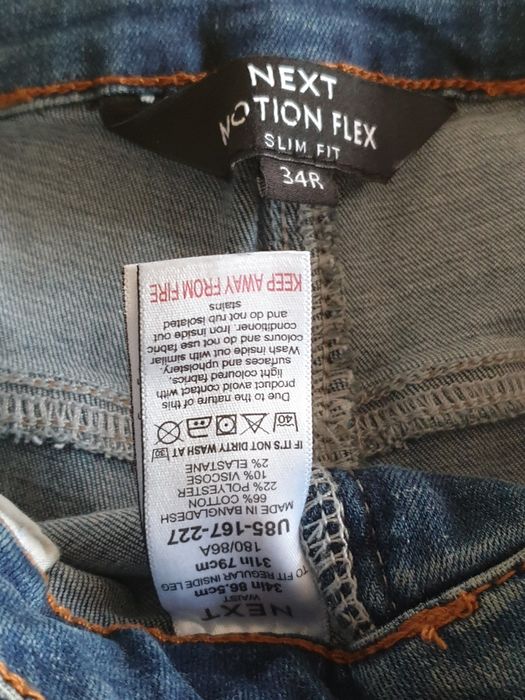 NEXT
MOTION FLEX
SLIM FIT
34R
NEXT
WAIST
34in 86.5cm
TO FIT REGULAR INSIDE LEG
31in 79cm
180/86A
U85-167-227
MADE IN BANGLADESH
66% COTTON
22% POLYESTER
10% VISCOSE
2% ELASTANE
IF IT'S NOT DIRTY WASH AT 30
40
Due to the nature of this
product avoid contact with
light coloured fabrics,
surfaces and upholstery
Wash inside out with similar
colours and do not use fabric
conditioner Iron inside out
and do not rub isolated
stains
KEEP AWAY FROM FIRE